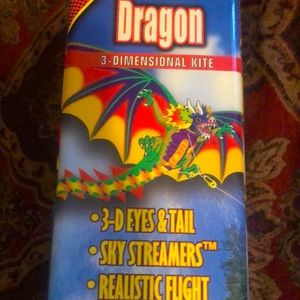 Dragon
3-DIMENSIONAL KITE
• 3-D EYES & TAIL
• SKY STREAMERS™
• REALISTIC FLIGHT